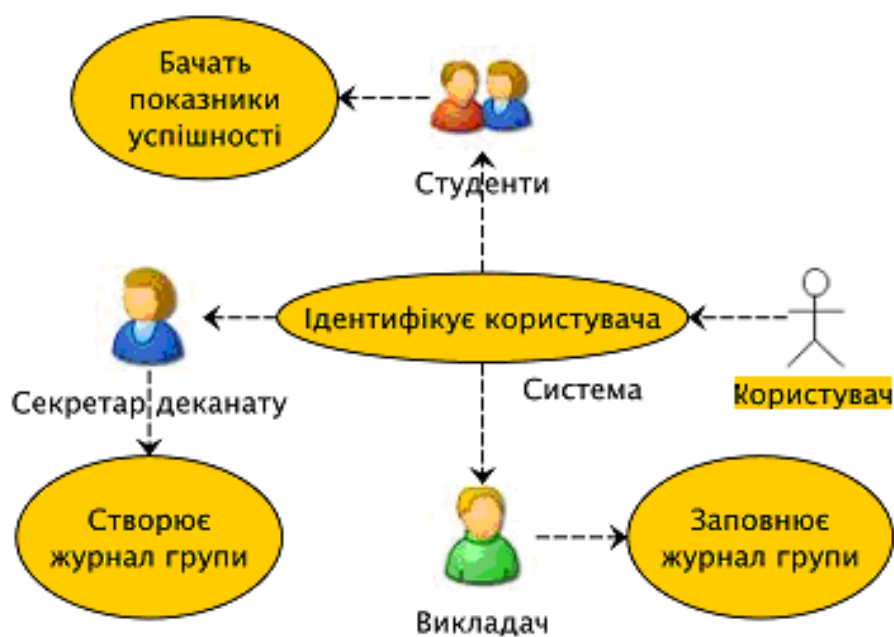 Бачать
показники
успішності
Студенти
Ідентифікує користувача
Система
Користувач
Секретар деканату
Створює
журнал групи
Викладач
Заповнює
журнал групи